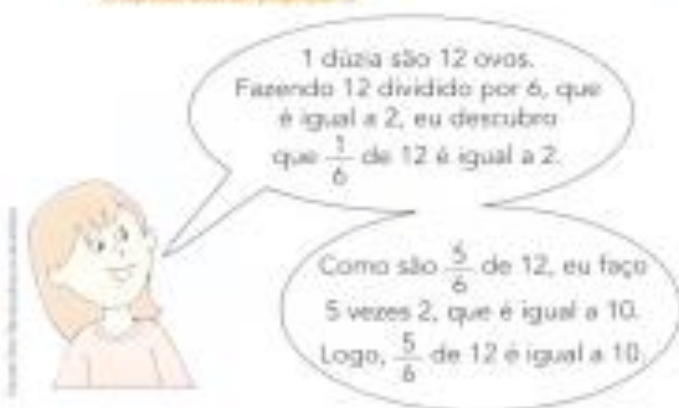 1 dúzia são 12 ovos.
Fazendo 12 dividido por 6, que
é igual a 2, eu descubro
que 1/6 de 12 é igual a 2.
Como são 5/6 de 12, eu faço
5 vezes 2, que é igual a 10.
Logo, 5/6 de 12 é igual a 10.